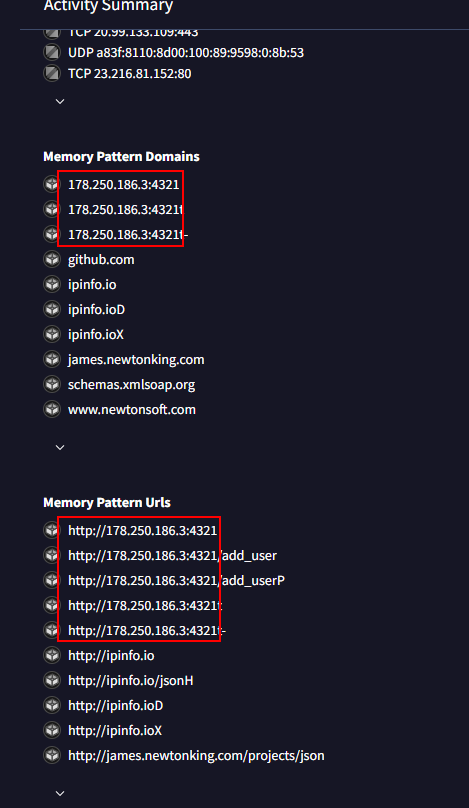 Activity Summary
TCP 20.99.133.109:443
UDP a83f:8110:8d00:100:89:9598:0:8b:53
TCP 23.216.81.152:80
Memory Pattern Domains
178.250.186.3:4321
178.250.186.3:4321t
178.250.186.3:4321t-
github.com
ipinfo.io
ipinfo.ioD
ipinfo.ioX
james.newtonking.com
schemas.xmlsoap.org
www.newtonsoft.com
Memory Pattern Urls
http://178.250.186.3:4321
http://178.250.186.3:4321/add_user
http://178.250.186.3:4321/add_userP
http://178.250.186.3:4321t
http://178.250.186.3:4321t-
http://ipinfo.io
http://ipinfo.io/jsonH
http://ipinfo.ioD
http://ipinfo.ioX
http://james.newtonking.com/projects/json